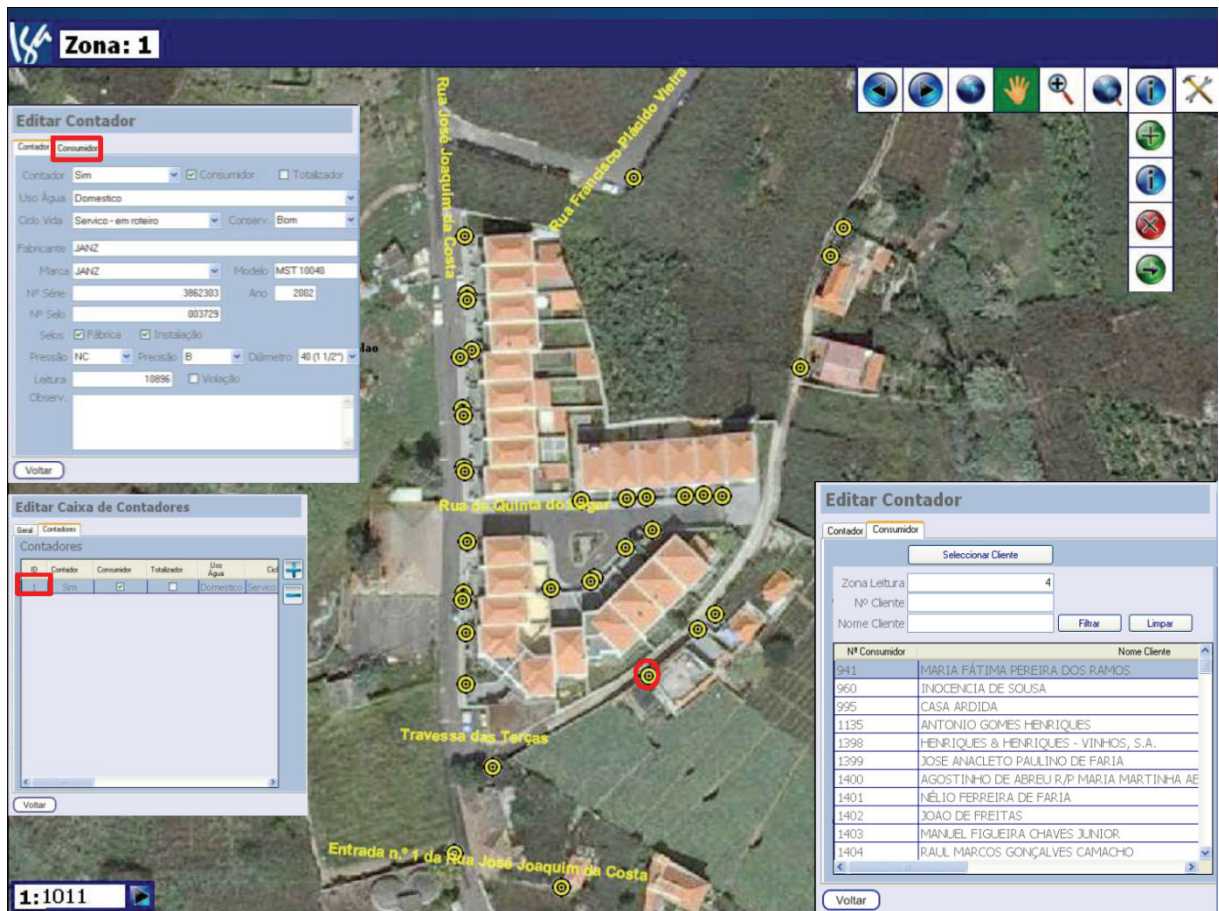 Zona: 1
Editar Contador
Contador Consumidor
Contador Sim Consumidor Totalizador
Uso Água Domestico
Ciclo Vida Servico - em roteiro Conserv. Bom
Fabricante JANZ
Marca JANZ Modelo MST 10040
Nº Série 3862303 Ano 2002
Nº Selo 003729
Selos Fábrica Instalação
Pressão NC Precisão B Diâmetro 40 (1 1/2")
Leitura 10896 Violação
Observ.
Voltar
Rua José Joaquim da Costa
Rua Francisco Plácido Vieira
lao
Rua da Quinta do Lugar
Travessa das Terças
Entrada n.º 1 da Rua José Joaquim da Costa
Editar Caixa de Contadores
Geral Contadores
Contadores
ID Contador Consumidor Totalizador Uso Água Cicl
1 Sim Domestico Servico
Voltar
1:1011
Editar Contador
Contador Consumidor
Seleccionar Cliente
Zona Leitura 4
Nº Cliente
Nome Cliente Filtrar Limpar
Nº Consumidor Nome Cliente
941 MARIA FÁTIMA PEREIRA DOS RAMOS
960 INOCENCIA DE SOUSA
995 CASA ARDIDA
1135 ANTONIO GOMES HENRIQUES
1398 HENRIQUES & HENRIQUES - VINHOS, S.A.
1399 JOSE ANACLETO PAULINO DE FARIA
1400 AGOSTINHO DE ABREU R/P MARIA MARTINHA AE
1401 NÉLIO FERREIRA DE FARIA
1402 JOAO DE FREITAS
1403 MANUEL FIGUEIRA CHAVES JUNIOR
1404 RAUL MARCOS GONÇALVES CAMACHO
Voltar